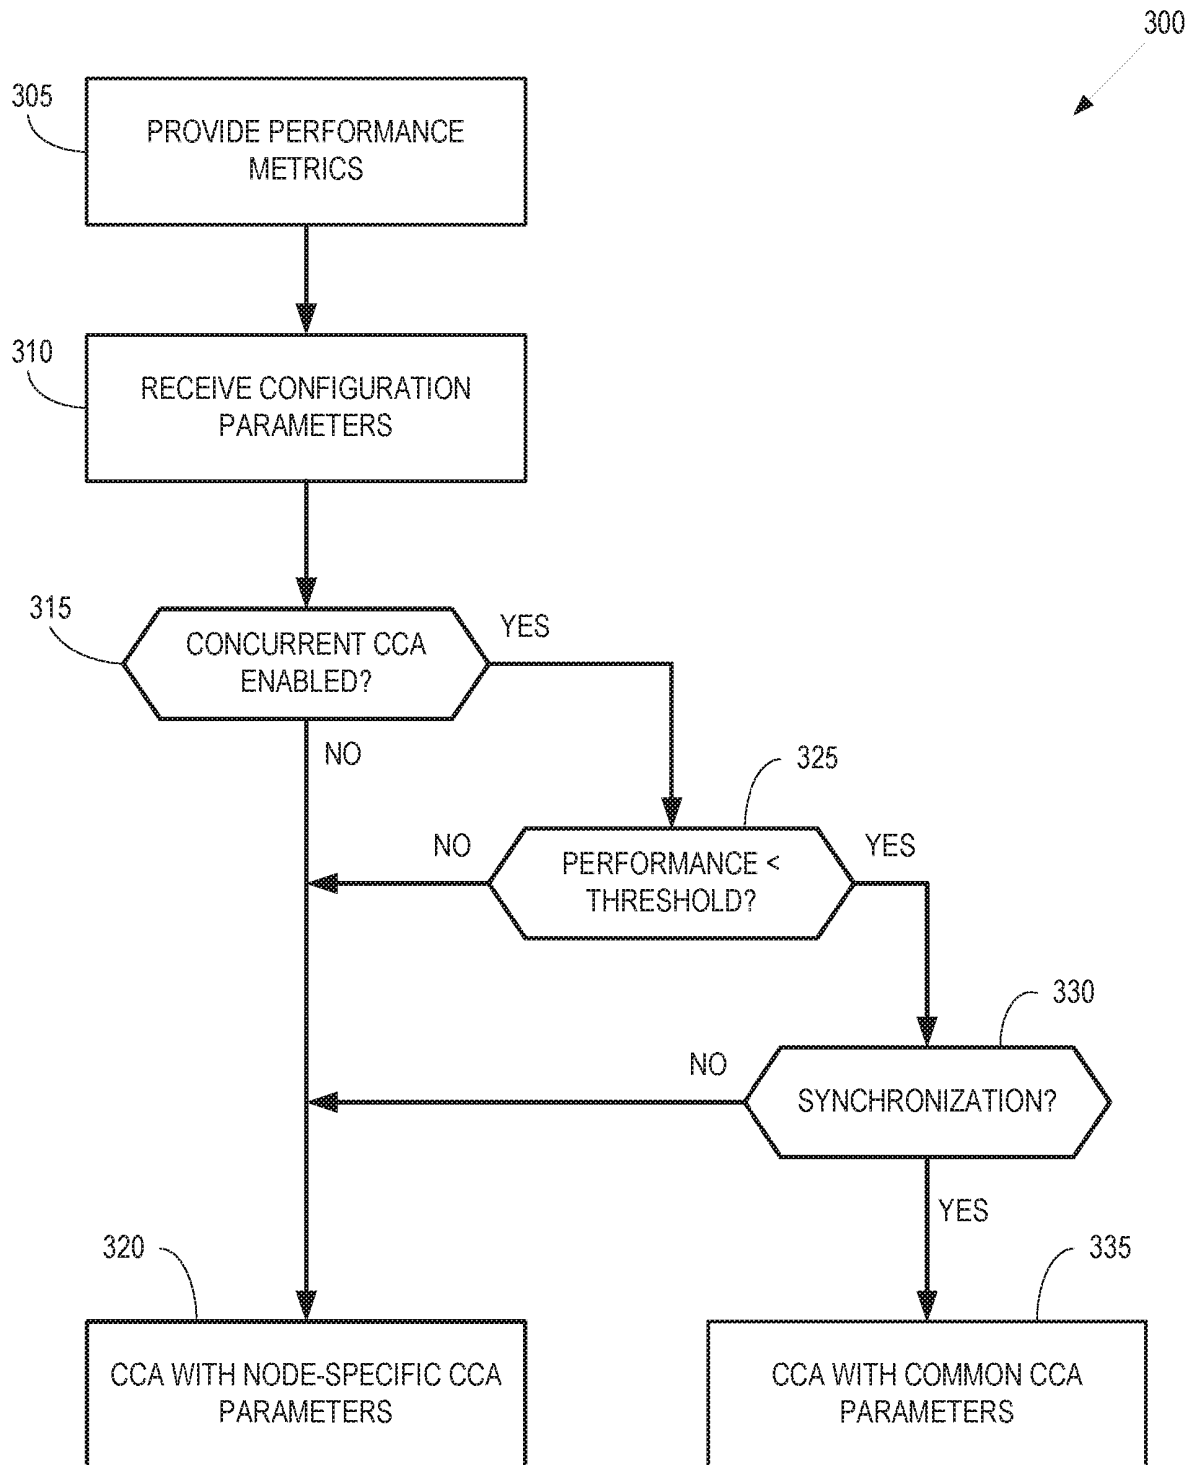 300
305
PROVIDE PERFORMANCE
METRICS
310
RECEIVE CONFIGURATION
PARAMETERS
315
CONCURRENT CCA
ENABLED?
YES
NO
325
NO
PERFORMANCE <
THRESHOLD?
YES
330
NO
SYNCHRONIZATION?
YES
320
335
CCA WITH NODE-SPECIFIC CCA
PARAMETERS
CCA WITH COMMON CCA
PARAMETERS